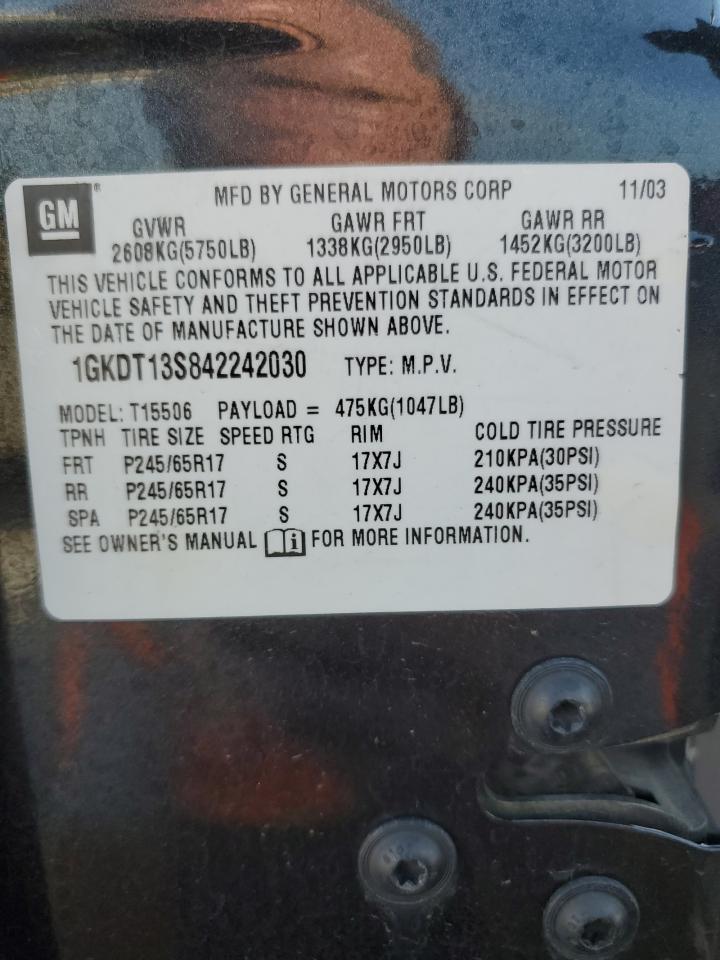 GM® MFD BY GENERAL MOTORS CORP 11/03
GVWR GAWR FRT GAWR RR
2608KG(5750LB) 1338KG(2950LB) 1452KG(3200LB)
THIS VEHICLE CONFORMS TO ALL APPLICABLE U.S. FEDERAL MOTOR
VEHICLE SAFETY AND THEFT PREVENTION STANDARDS IN EFFECT ON
THE DATE OF MANUFACTURE SHOWN ABOVE.
1GKDT13S842242030 TYPE: M.P.V.
MODEL: T15506 PAYLOAD = 475KG(1047LB)
TPNH TIRE SIZE SPEED RTG RIM COLD TIRE PRESSURE
FRT P245/65R17 S 17X7J 210KPA(30PSI)
RR P245/65R17 S 17X7J 240KPA(35PSI)
SPA P245/65R17 S 17X7J 240KPA(35PSI)
SEE OWNER'S MANUAL i FOR MORE INFORMATION.